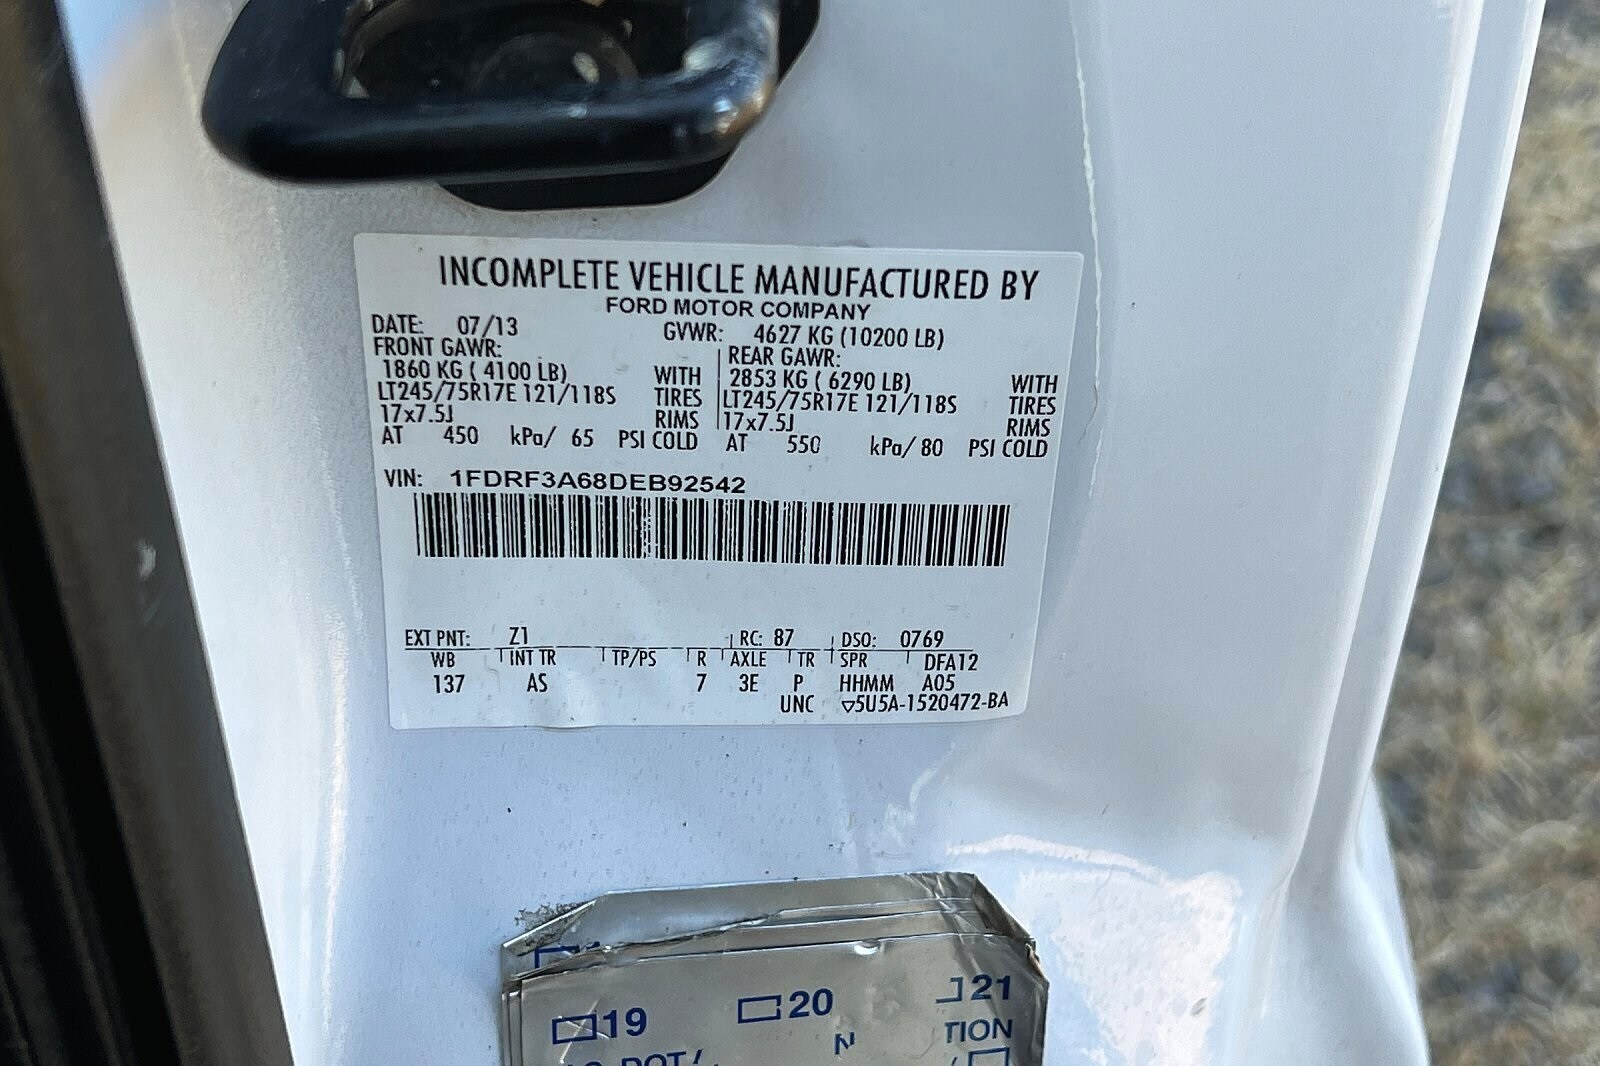 INCOMPLETE VEHICLE MANUFACTURED BY
FORD MOTOR COMPANY
DATE: 07/13 GVWR: 4627 KG (10200 LB)
FRONT GAWR: REAR GAWR:
1860 KG ( 4100 LB) WITH 2853 KG ( 6290 LB) WITH
LT245/75R17E 121/118S TIRES LT245/75R17E 121/118S TIRES
17x7.5J RIMS 17x7.5J RIMS
AT 450 kPa/ 65 PSI COLD AT 550 kPa/ 80 PSI COLD
VIN: 1FDRF3A68DEB92542
EXT PNT: Z1 RC: 87 DSO: 0769
WB INT TR TP/PS R AXLE TR SPR DFA12
137 AS 7 3E P HHMM A05
UNC ▽5U5A-1520472-BA
19 20 21
N TION